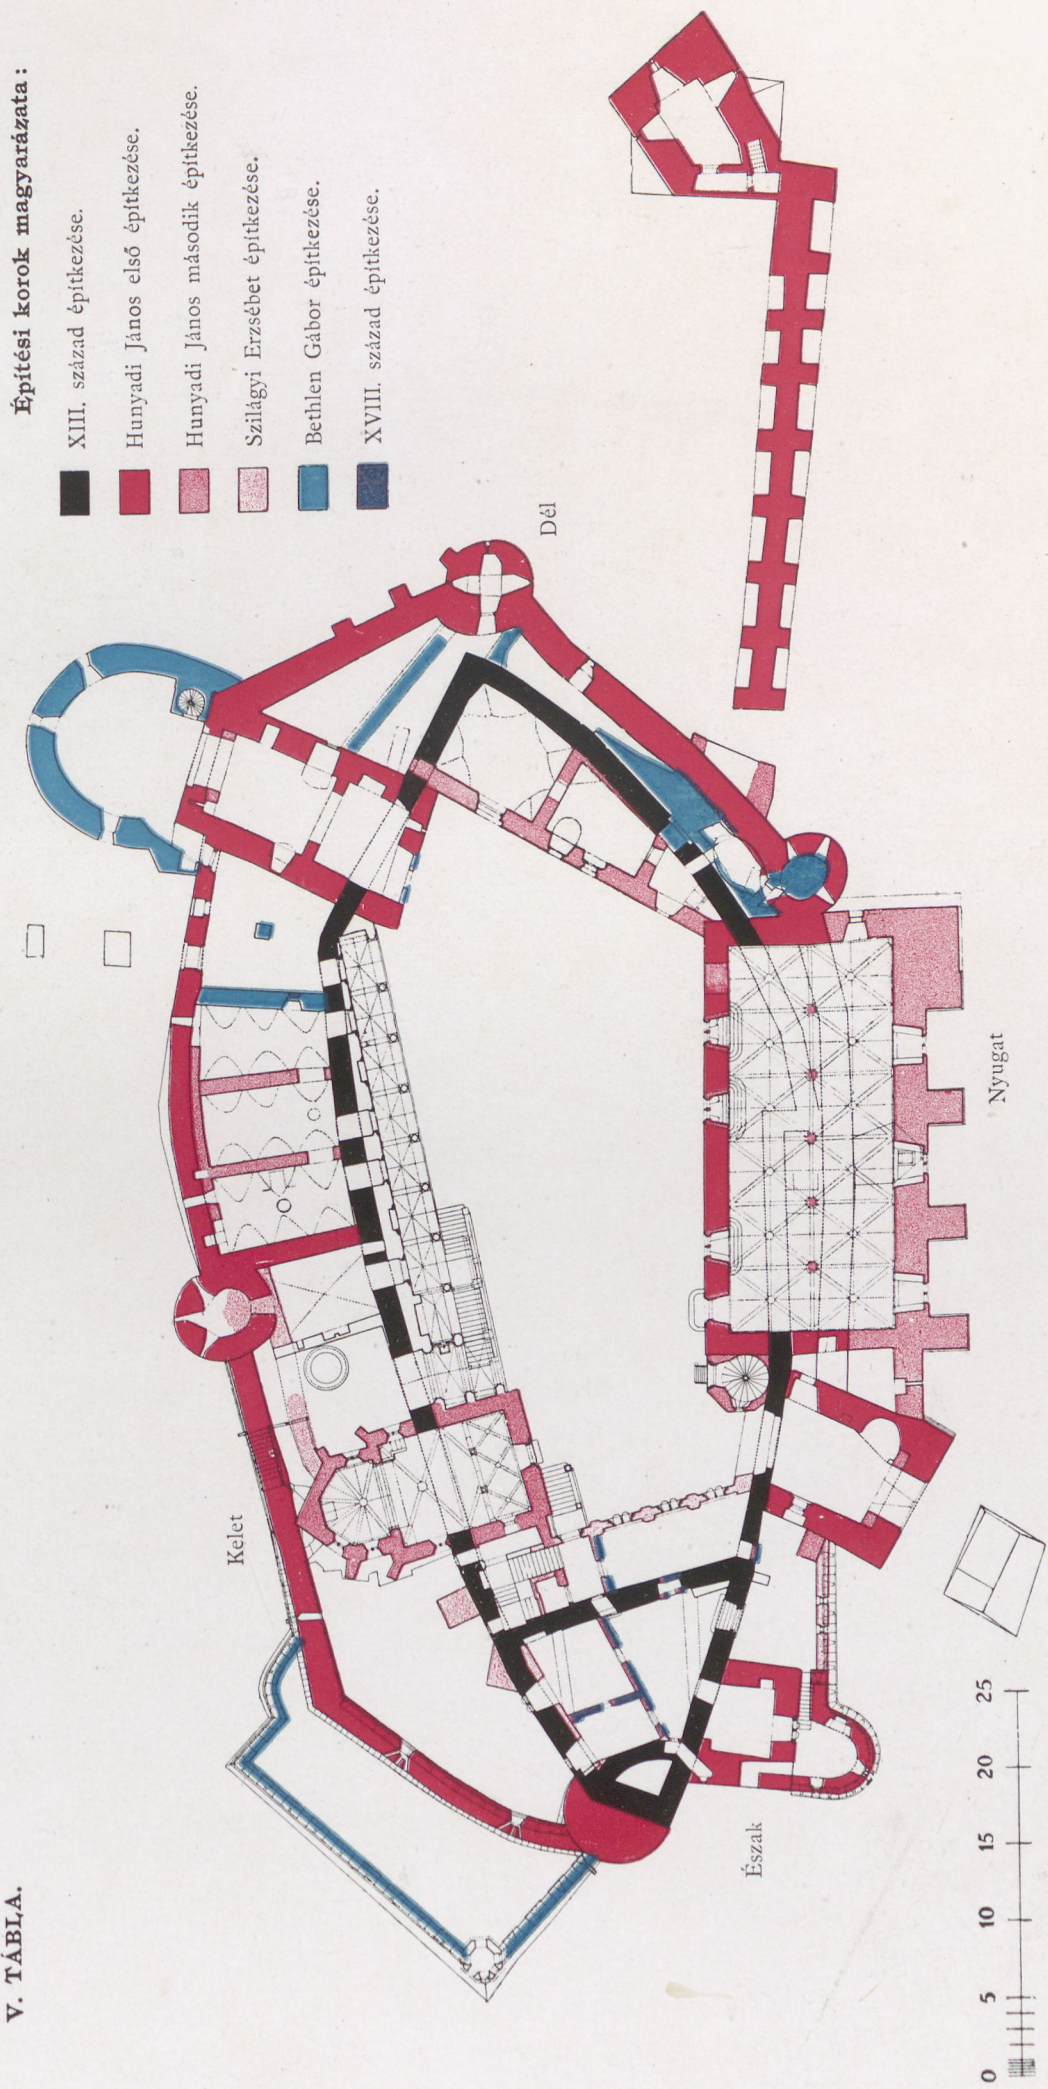 V. TÁBLA.
Építési korok magyarázata:
XIII. század építkezése.
Hunyadi János első építkezése.
Hunyadi János második építkezése.
Szilágyi Erzsébet építkezése.
Bethlen Gábor építkezése.
XVIII. század építkezése.
Kelet
Dél
Észak
Nyugat
0 5 10 15 20 25